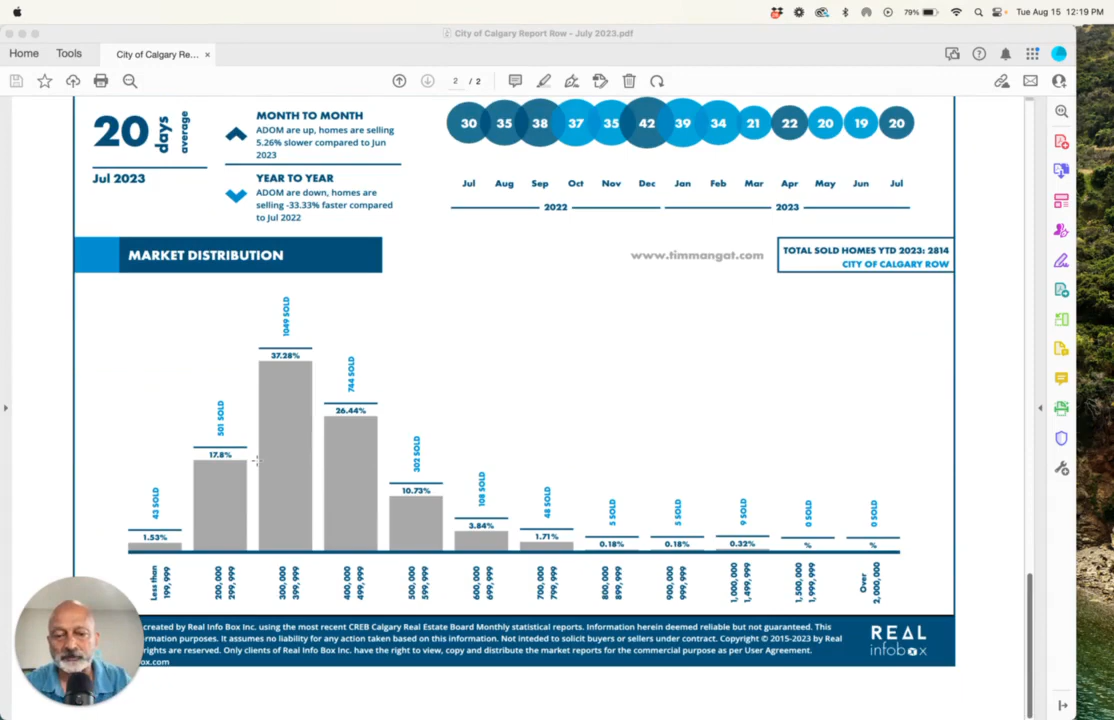 79%
Tue Aug 15 12:19 PM
City of Calgary Report Row - July 2023.pdf
Home
Tools
City of Calgary Re... ×
2 / 2
20 days average
Jul 2023
MONTH TO MONTH
ADOM are up, homes are selling
5.26% slower compared to Jun
2023
YEAR TO YEAR
ADOM are down, homes are
selling -33.33% faster compared
to Jul 2022
30 35 38 37 35 42 39 34 21 22 20 19 20
Jul Aug Sep Oct Nov Dec Jan Feb Mar Apr May Jun Jul
2022 2023
MARKET DISTRIBUTION
www.timmangat.com
TOTAL SOLD HOMES YTD 2023: 2814
CITY OF CALGARY ROW
43 SOLD 501 SOLD 1049 SOLD 744 SOLD 302 SOLD 108 SOLD 48 SOLD 5 SOLD 5 SOLD 9 SOLD 0 SOLD 0 SOLD
1.53% 17.8% 37.28% 26.44% 10.73% 3.84% 1.71% 0.18% 0.18% 0.32% % %
Less than
199,999
200,000
299,999
300,000
399,999
400,000
499,999
500,000
599,999
600,000
699,999
700,000
799,999
800,000
899,999
900,000
999,999
1,000,000
1,499,999
1,500,000
1,999,999
Over
2,000,000
created by Real Info Box Inc. using the most recent CREB Calgary Real Estate Board Monthly statistical reports. Information herein deemed reliable but not guaranteed. This
rmation purposes. It assumes no liability for any action taken based on this information. Not inteded to solicit buyers or sellers under contract. Copyright © 2015-2023 by Real
ights are reserved. Only clients of Real Info Box Inc. have the right to view, copy and distribute the market reports for the commercial purpose as per User Agreement.
ox.com
REAL
infobox